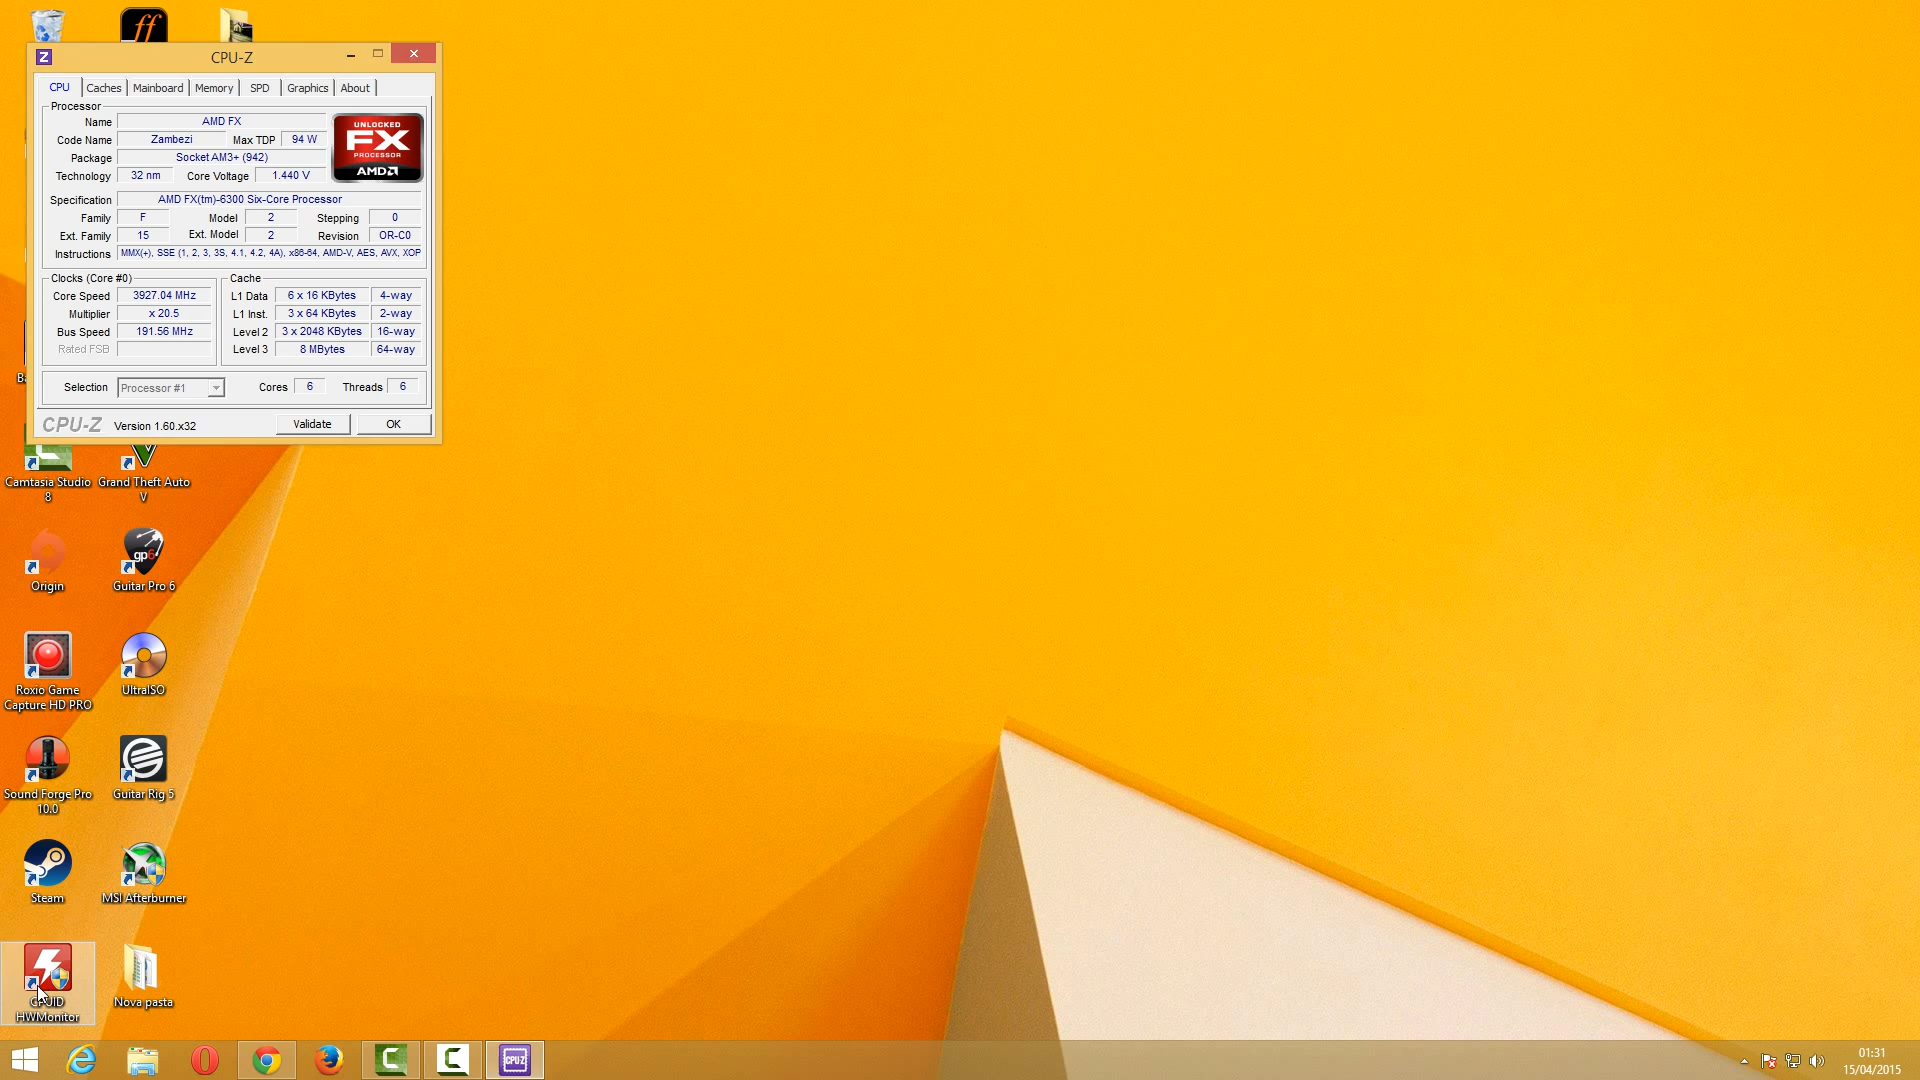 ff
CPU-Z
CPU Caches Mainboard Memory SPD Graphics About
Processor
Name AMD FX
Code Name Zambezi Max TDP 94 W
Package Socket AM3+ (942)
Technology 32 nm Core Voltage 1.440 V
UNLOCKED
FX
PROCESSOR
AMD
Specification AMD FX(tm)-6300 Six-Core Processor
Family F Model 2 Stepping 0
Ext. Family 15 Ext. Model 2 Revision OR-C0
Instructions MMX(+), SSE (1, 2, 3, 3S, 4.1, 4.2, 4A), x86-64, AMD-V, AES, AVX, XOP
Clocks (Core #0)
Core Speed 3927.04 MHz
Multiplier x 20.5
Bus Speed 191.56 MHz
Rated FSB
Cache
L1 Data 6 x 16 KBytes 4-way
L1 Inst. 3 x 64 KBytes 2-way
Level 2 3 x 2048 KBytes 16-way
Level 3 8 MBytes 64-way
Selection Processor #1 Cores 6 Threads 6
CPU-Z Version 1.60.x32 Validate OK
Camtasia Studio
8
Grand Theft Auto
V
Origin
gp6
Guitar Pro 6
Roxio Game
Capture HD PRO
UltraISO
Sound Forge Pro
10.0
Guitar Rig 5
Steam
MSI Afterburner
CPUID
HWMonitor
Nova pasta
CPU-Z
01:31
15/04/2015